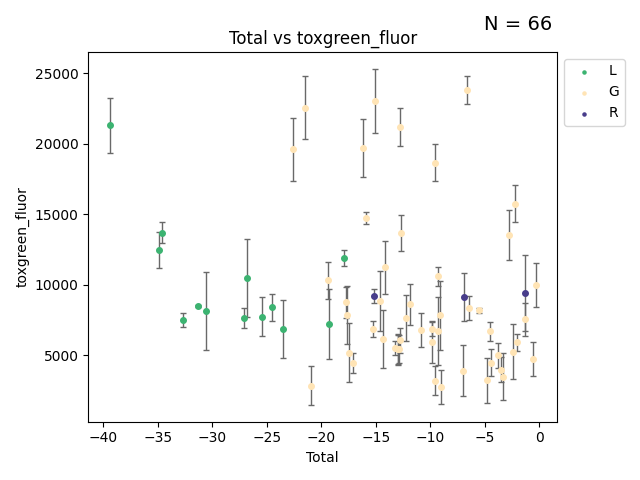 N = 66
Total vs toxgreen_fluor
25000
20000
15000
10000
5000
toxgreen_fluor
−40 −35 −30 −25 −20 −15 −10 −5 0
Total
L
G
R